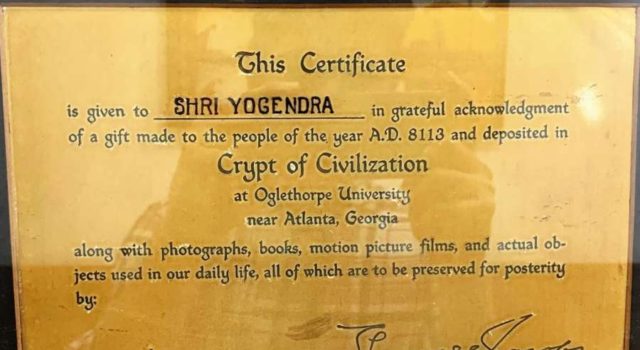 This Certificate
is given to SHRI YOGENDRA in grateful acknowledgment
of a gift made to the people of the year A.D. 8113 and deposited in
Crypt of Civilization
at Oglethorpe University
near Atlanta, Georgia
along with photographs, books, motion picture films, and actual ob-
jects used in our daily life, all of which are to be preserved for posterity
by: